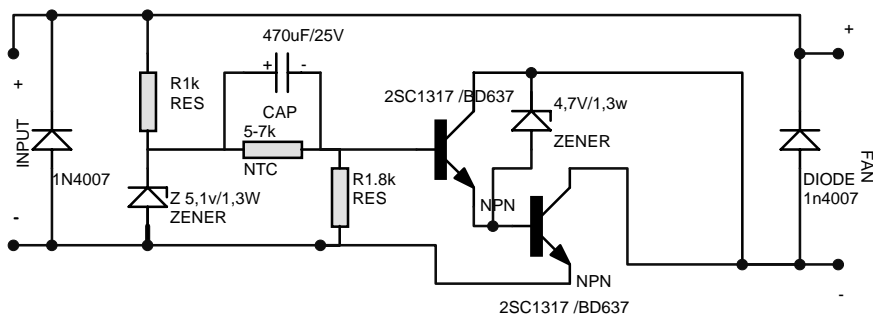 470uF/25V
+
+ -
R1k
RES
2SC1317 /BD637
+
CAP
4,7V/1,3w
5-7k
ZENER
INPUT
FAN
NTC
1N4007
R1.8k
RES
DIODE
1n4007
Z 5,1v/1,3W
ZENER
NPN
-
NPN
-
2SC1317 /BD637